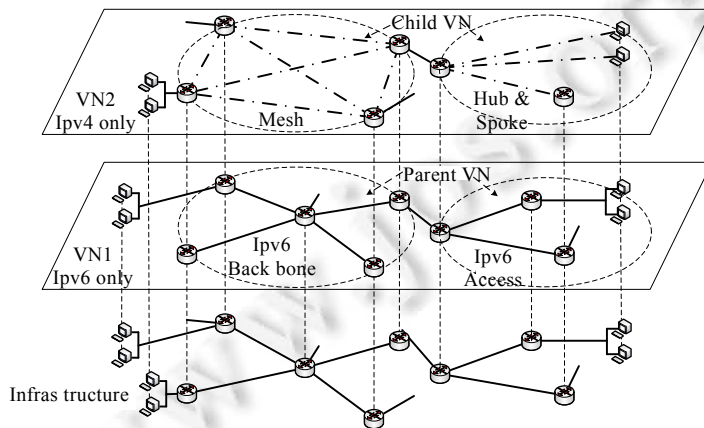 Child VN
VN2
Ipv4 only
Mesh
Hub &
Spoke
Parent VN
VN1
Ipv6 only
Ipv6
Back bone
Ipv6
Access
Infras tructure